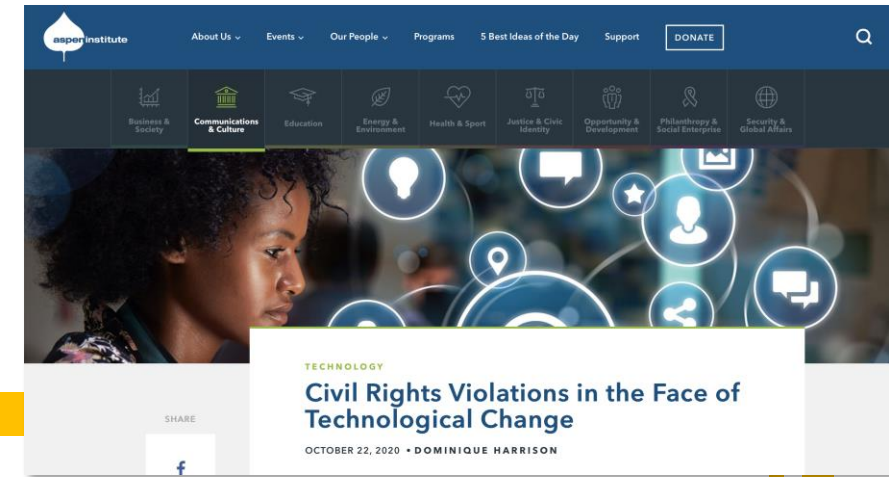 aspen institute
About Us Events Our People Programs 5 Best Ideas of the Day Support DONATE
Business & Society
Communications & Culture
Education
Energy & Environment
Health & Sport
Justice & Civic Identity
Opportunity & Development
Philanthropy & Social Enterprise
Security & Global Affairs
TECHNOLOGY
Civil Rights Violations in the Face of
Technological Change
SHARE
OCTOBER 22, 2020 • DOMINIQUE HARRISON
f